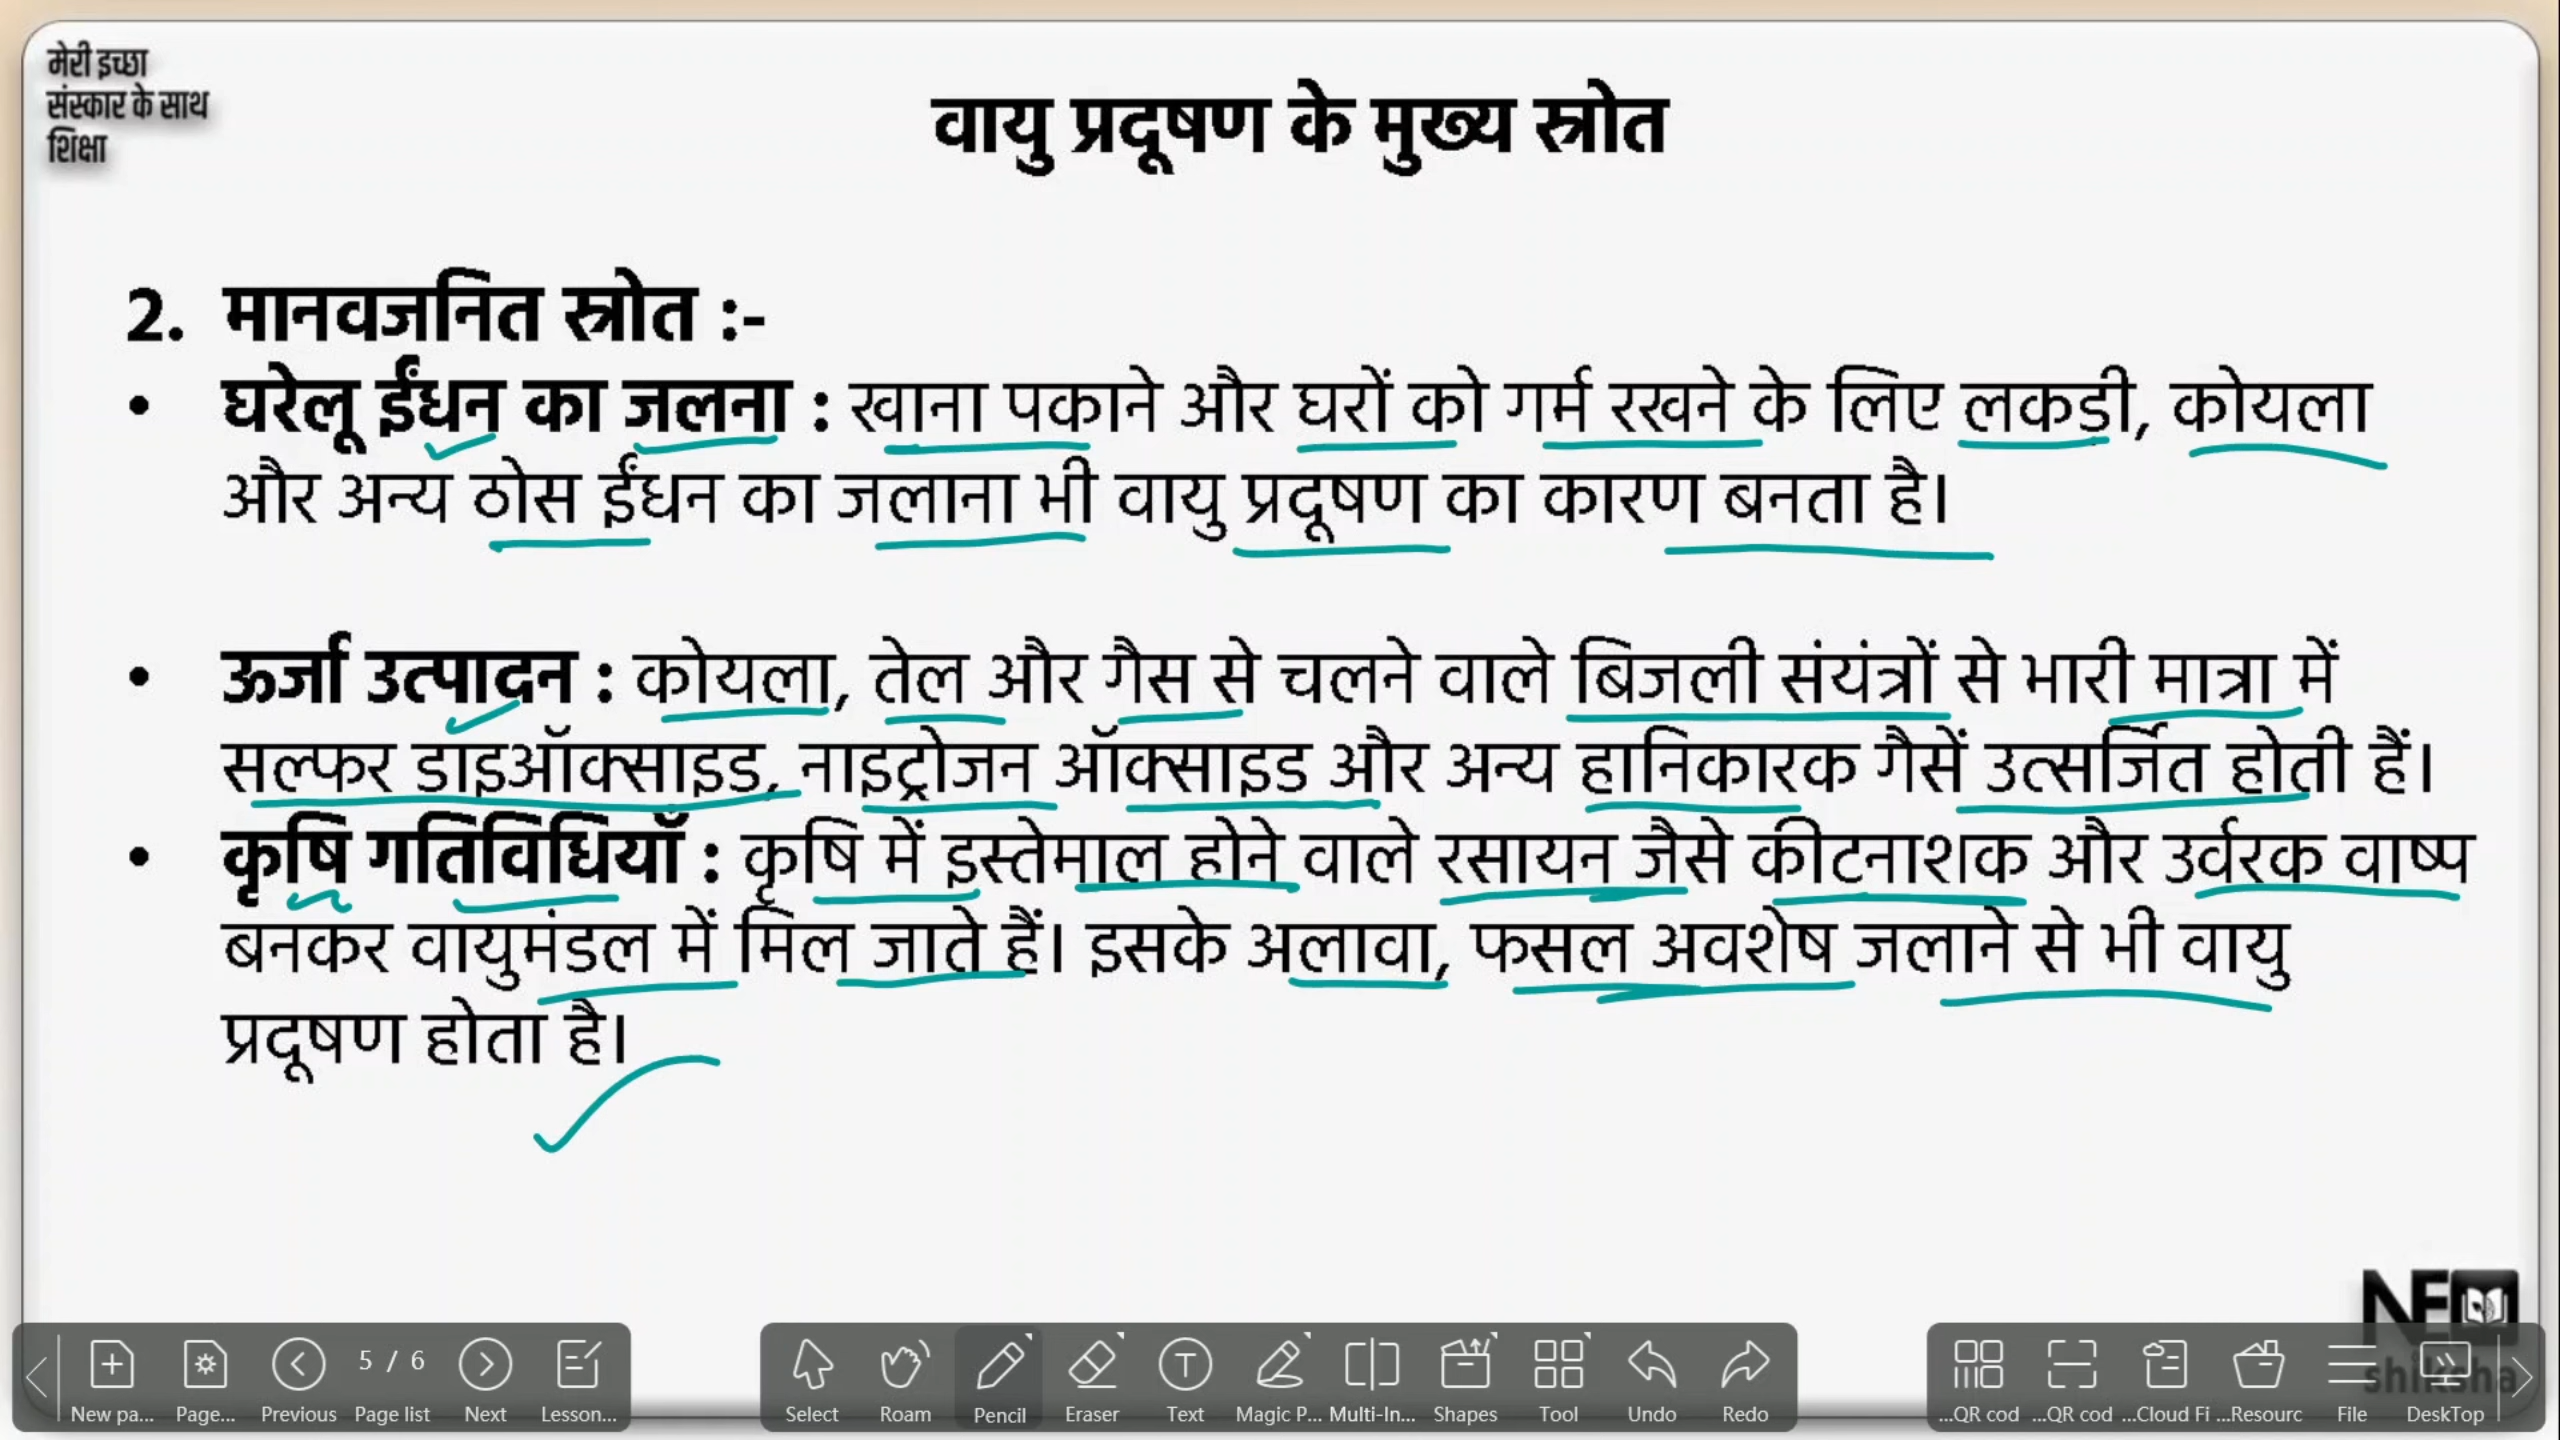 मेरी इच्छा
संस्कार के साथ
शिक्षा
वायु प्रदूषण के मुख्य स्रोत
2. मानवजनित स्रोत :-
• घरेलू ईंधन का जलना : खाना पकाने और घरों को गर्म रखने के लिए लकड़ी, कोयला
और अन्य ठोस ईंधन का जलाना भी वायु प्रदूषण का कारण बनता है।
• ऊर्जा उत्पादन : कोयला, तेल और गैस से चलने वाले बिजली संयंत्रों से भारी मात्रा में
सल्फर डाइऑक्साइड, नाइट्रोजन ऑक्साइड और अन्य हानिकारक गैसें उत्सर्जित होती हैं।
• कृषि गतिविधियाँ : कृषि में इस्तेमाल होने वाले रसायन जैसे कीटनाशक और उर्वरक वाष्प
बनकर वायुमंडल में मिल जाते हैं। इसके अलावा, फसल अवशेष जलाने से भी वायु
प्रदूषण होता है।
NEO
shiksha
5 / 6
New pa... Page... Previous Page list Next Lesson... Select Roam Pencil Eraser Text Magic P... Multi-In... Shapes Tool Undo Redo ...QR cod ...QR cod ...Cloud Fi ...Resourc File DeskTop